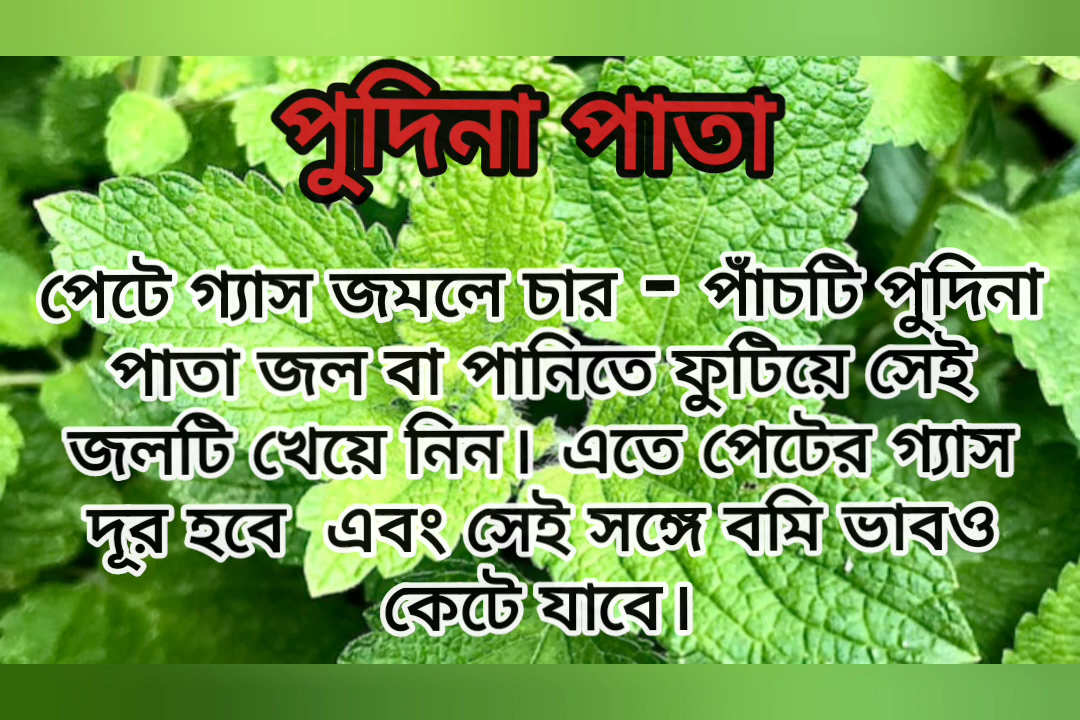 পুদিনা পাতা
পেটে গ্যাস জমলে চার - পাঁচটি পুদিনা
পাতা জল বা পানিতে ফুটিয়ে সেই
জলটি খেয়ে নিন। এতে পেটের গ্যাস
দূর হবে এবং সেই সঙ্গে বমি ভাবও
কেটে যাবে।